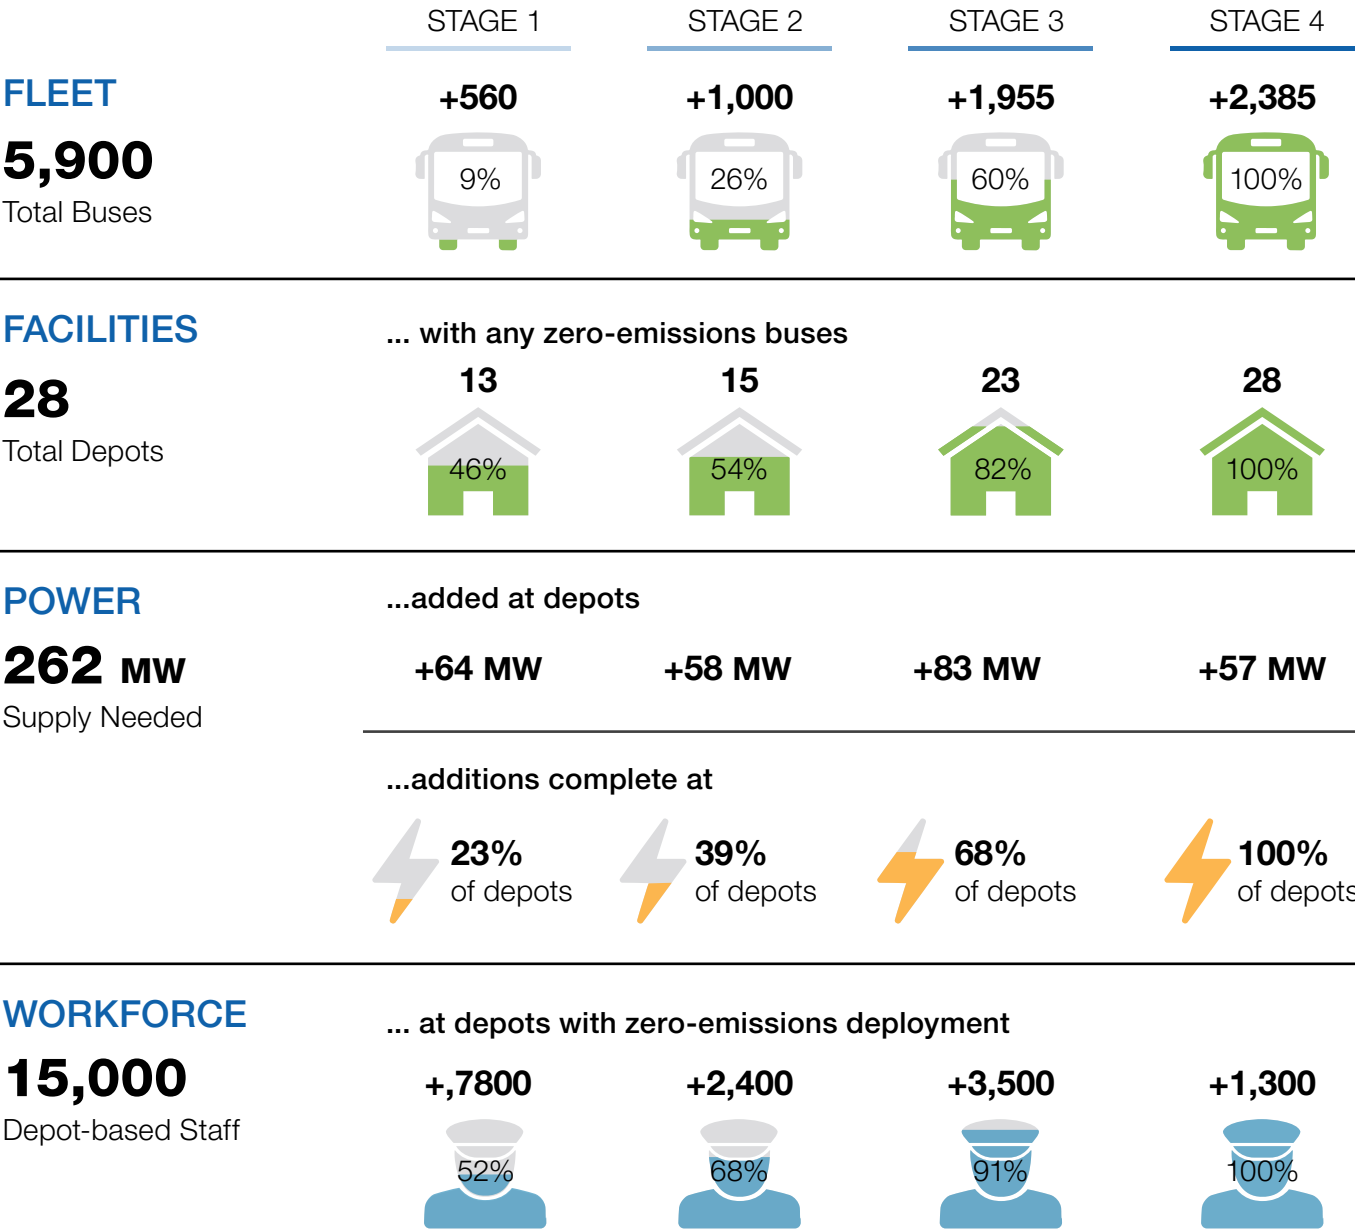 STAGE 1 STAGE 2 STAGE 3 STAGE 4
FLEET
5,900
Total Buses
+560 +1,000 +1,955 +2,385
9% 26% 60% 100%
FACILITIES
28
Total Depots
... with any zero-emissions buses
13 15 23 28
46% 54% 82% 100%
POWER
262 MW
Supply Needed
...added at depots
+64 MW +58 MW +83 MW +57 MW
...additions complete at
23% 39% 68% 100%
of depots of depots of depots of depots
WORKFORCE
15,000
Depot-based Staff
... at depots with zero-emissions deployment
+,7800 +2,400 +3,500 +1,300
52% 68% 91% 100%